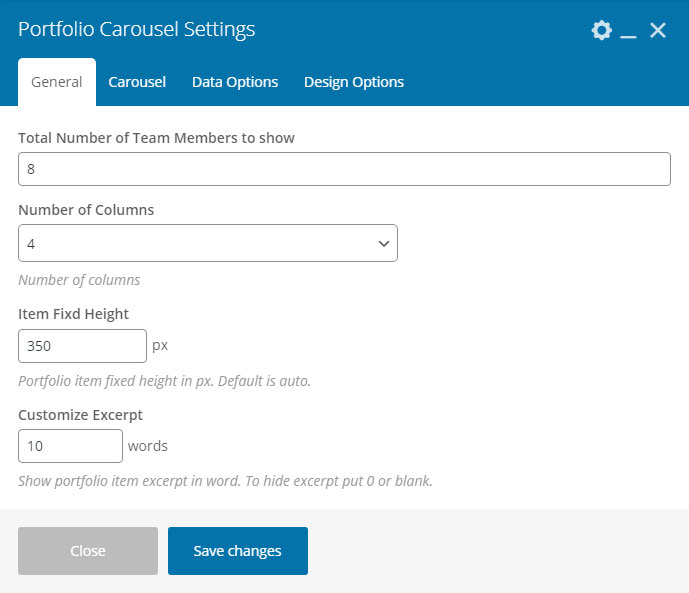 Portfolio Carousel Settings
General Carousel Data Options Design Options
Total Number of Team Members to show
8
Number of Columns
4
Number of columns
Item Fixd Height
350 px
Portfolio item fixed height in px. Default is auto.
Customize Excerpt
10 words
Show portfolio item excerpt in word. To hide excerpt put 0 or blank.
Close Save changes